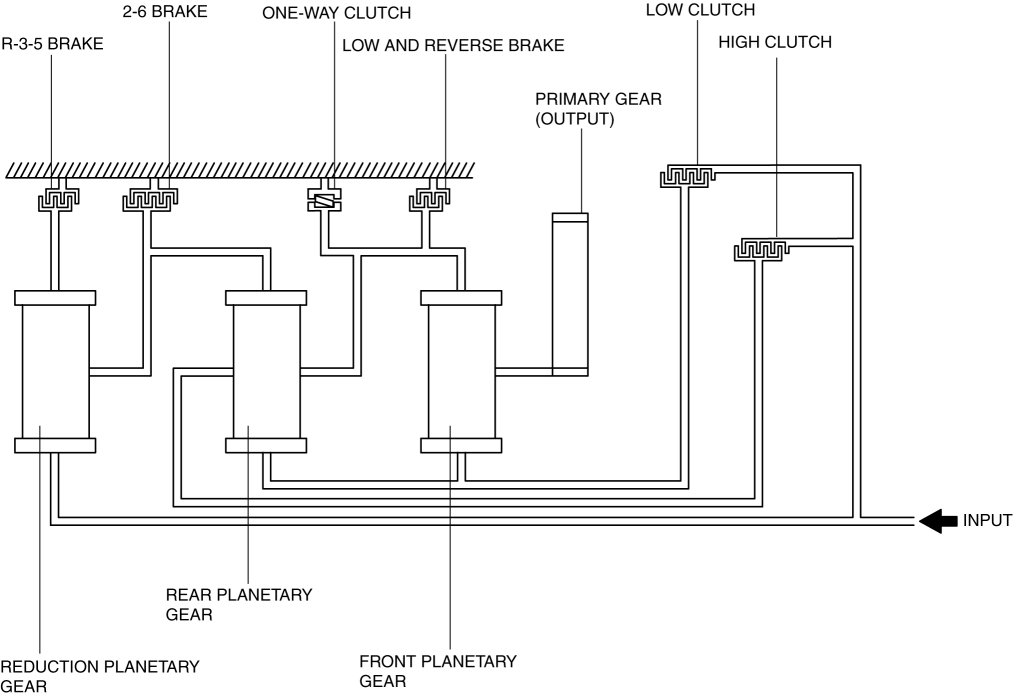 2-6 BRAKE
ONE-WAY CLUTCH
LOW CLUTCH
R-3-5 BRAKE
LOW AND REVERSE BRAKE
HIGH CLUTCH
PRIMARY GEAR
(OUTPUT)
INPUT
REAR PLANETARY
GEAR
REDUCTION PLANETARY
GEAR
FRONT PLANETARY
GEAR